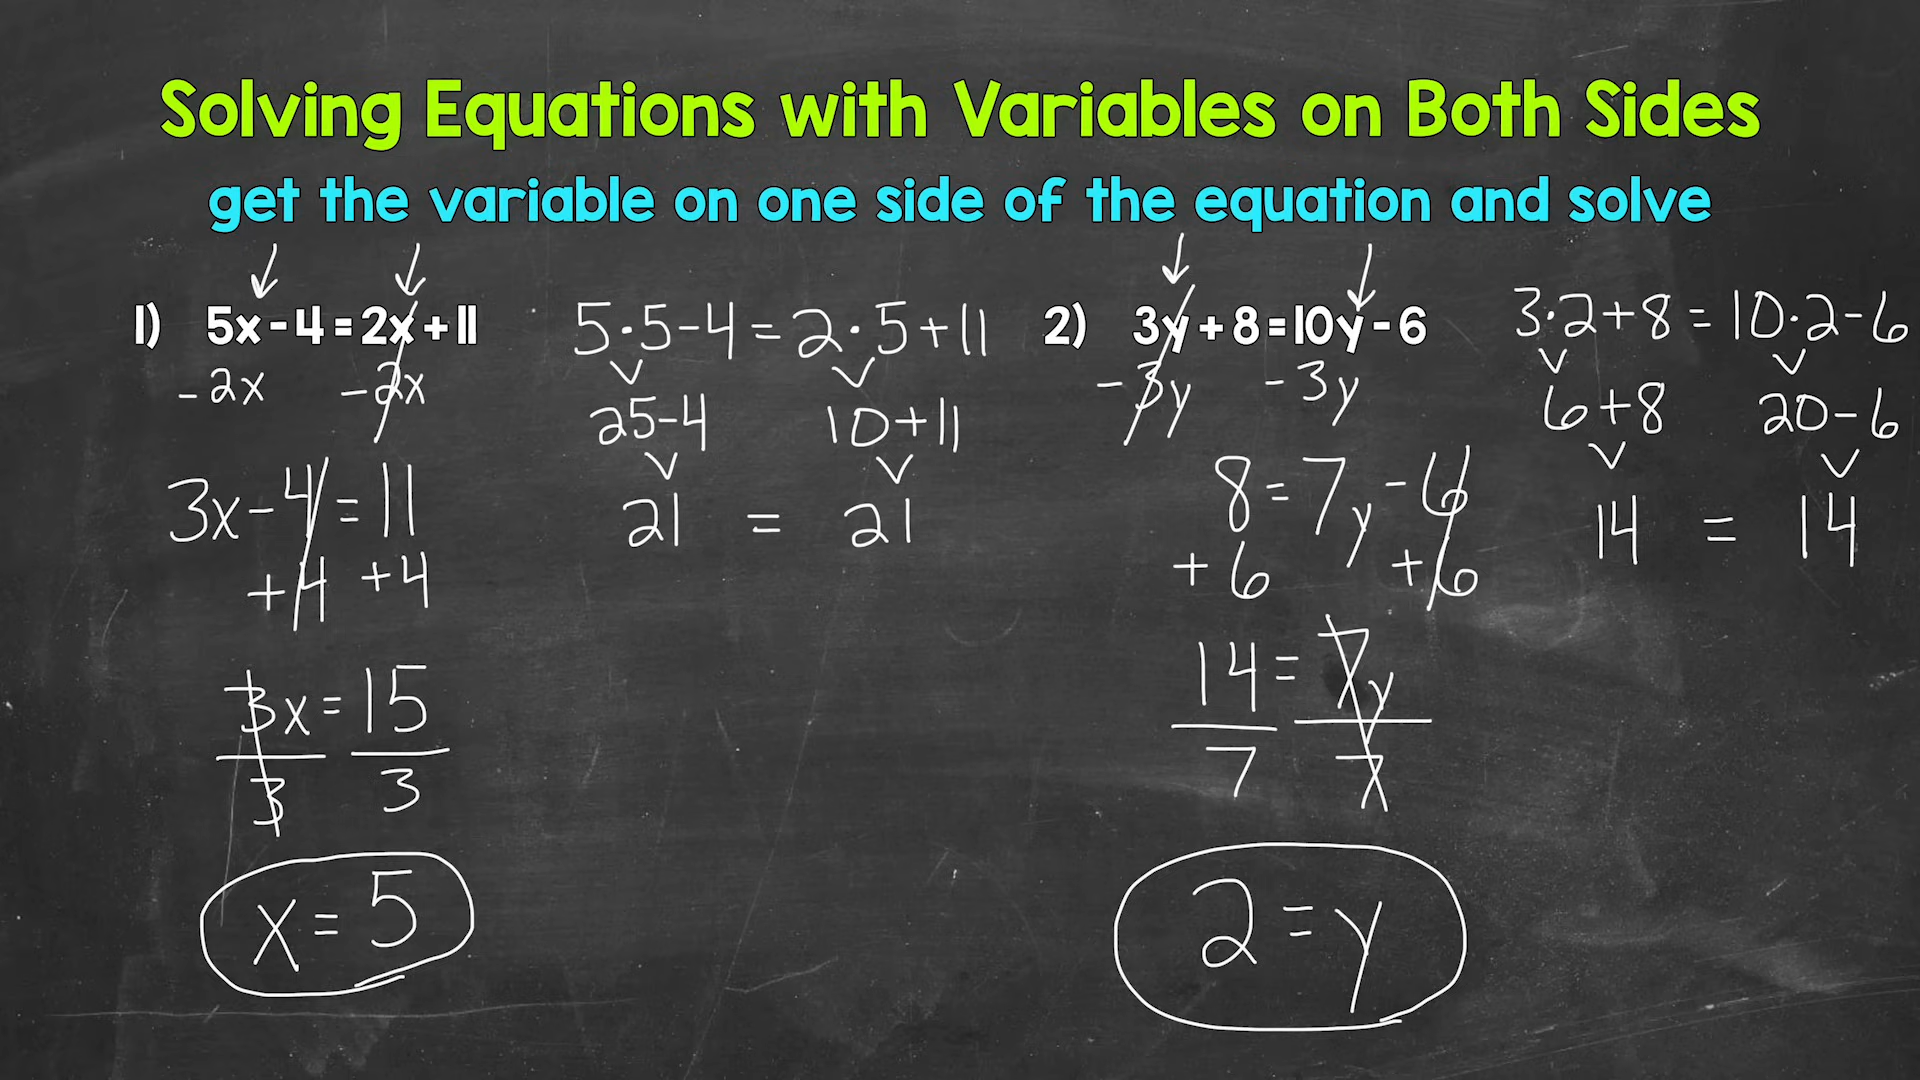 Solving Equations with Variables on Both Sides
get the variable on one side of the equation and solve
1) 5x - 4 = 2x + 11
- 2x - 2x
3x - 4 = 11
+ 4 + 4
3x = 15
3 3
x = 5
5 · 5 - 4 = 2 · 5 + 11
25 - 4 10 + 11
21 = 21
2) 3y + 8 = 10y - 6
- 3y - 3y
8 = 7y - 6
+ 6 + 6
14 = 7y
7 7
2 = y
3 · 2 + 8 = 10 · 2 - 6
6 + 8 20 - 6
14 = 14